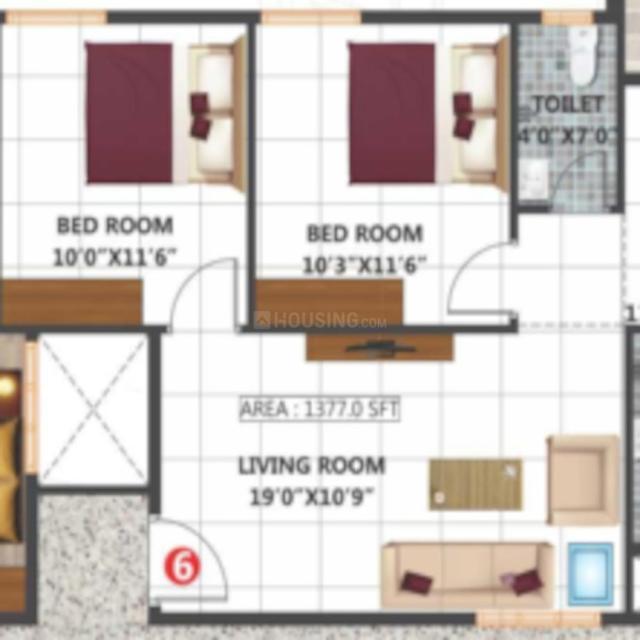 TOILET
4'0"X7'0"
BED ROOM
10'0"X11'6"
BED ROOM
10'3"X11'6"
HOUSING.COM
AREA : 1377.0 SFT
LIVING ROOM
19'0"X10'9"
6